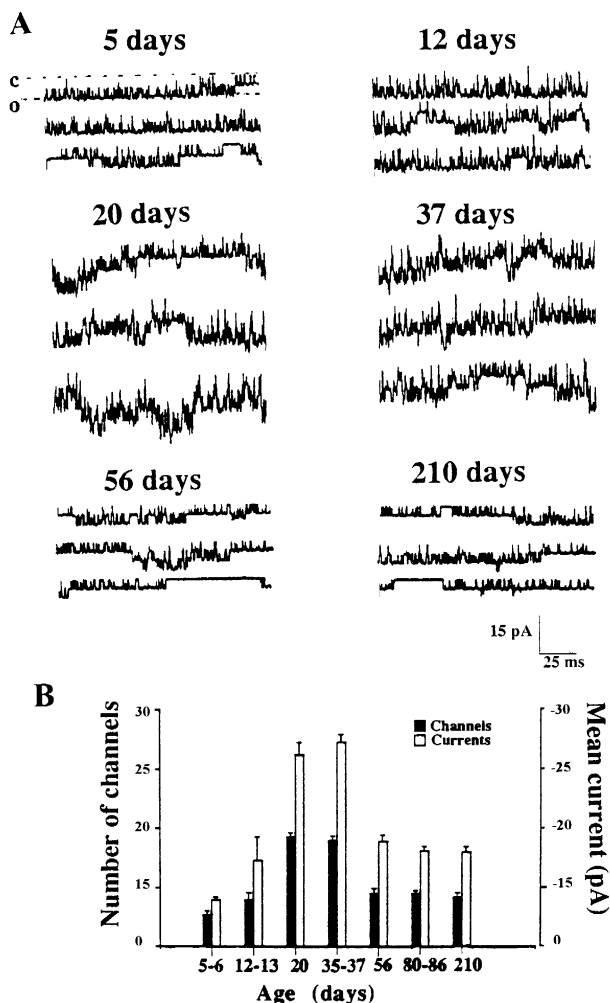 A
5 days
12 days
c
o
20 days
37 days
56 days
210 days
15 pA
25 ms
B
30
25
20
15
0
Number of channels
Channels
Currents
-30
-20
-15
0
Mean current (pA)
5-6 12-13 20 35-37 56 80-86 210
Age (days)